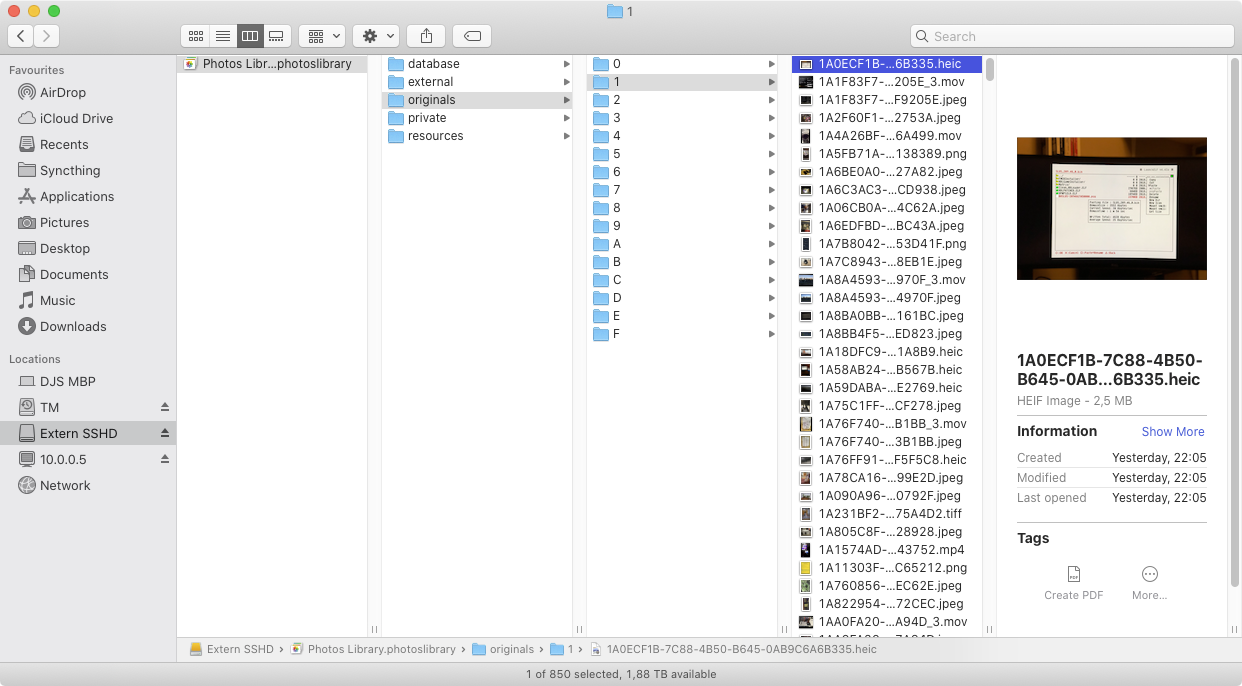 1
Search
Favourites
AirDrop
iCloud Drive
Recents
Syncthing
Applications
Pictures
Desktop
Documents
Music
Downloads
Locations
DJS MBP
TM
Extern SSHD
10.0.0.5
Network
Photos Libr...photoslibrary
database
external
originals
private
resources
0
1
2
3
4
5
6
7
8
9
A
B
C
D
E
F
1A0ECF1B-...6B335.heic
1A1F83F7-...205E_3.mov
1A1F83F7-...F9205E.jpeg
1A2F60F1-...2753A.jpeg
1A4A26BF-...6A499.mov
1A5FB71A-...138389.png
1A6BE0A0-...27A82.jpeg
1A6C3AC3-...CD938.jpeg
1A06CB0A-...4C62A.jpeg
1A6EDFBD-...BC43A.jpeg
1A7B8042-...53D41F.png
1A7C8943-...8EB1E.jpeg
1A8A4593-...970F_3.mov
1A8A4593-...4970F.jpeg
1A8BA0BB-...161BC.jpeg
1A8BB4F5-...ED823.jpeg
1A18DFC9-...1A8B9.heic
1A58AB24-...B567B.heic
1A59DABA-...E2769.heic
1A75C1FF-...CF278.jpeg
1A76F740-...B1BB_3.mov
1A76F740-...3B1BB.jpeg
1A76FF91-...F5F5C8.heic
1A78CA16-...99E2D.jpeg
1A090A96-...0792F.jpeg
1A231BF2-...75A4D2.tiff
1A805C8F-...28928.jpeg
1A1574AD-...43752.mp4
1A11303F-...C65212.png
1A760856-...EC62E.jpeg
1A822954-...72CEC.jpeg
1AA0FA20-...A94D_3.mov
1A0ECF1B-7C88-4B50-
B645-0AB...6B335.heic
HEIF Image - 2,5 MB
Information Show More
Created Yesterday, 22:05
Modified Yesterday, 22:05
Last opened Yesterday, 22:05
Tags
Create PDF
More...
Extern SSHD › Photos Library.photoslibrary › originals › 1 › 1A0ECF1B-7C88-4B50-B645-0AB9C6A6B335.heic
1 of 850 selected, 1,88 TB available